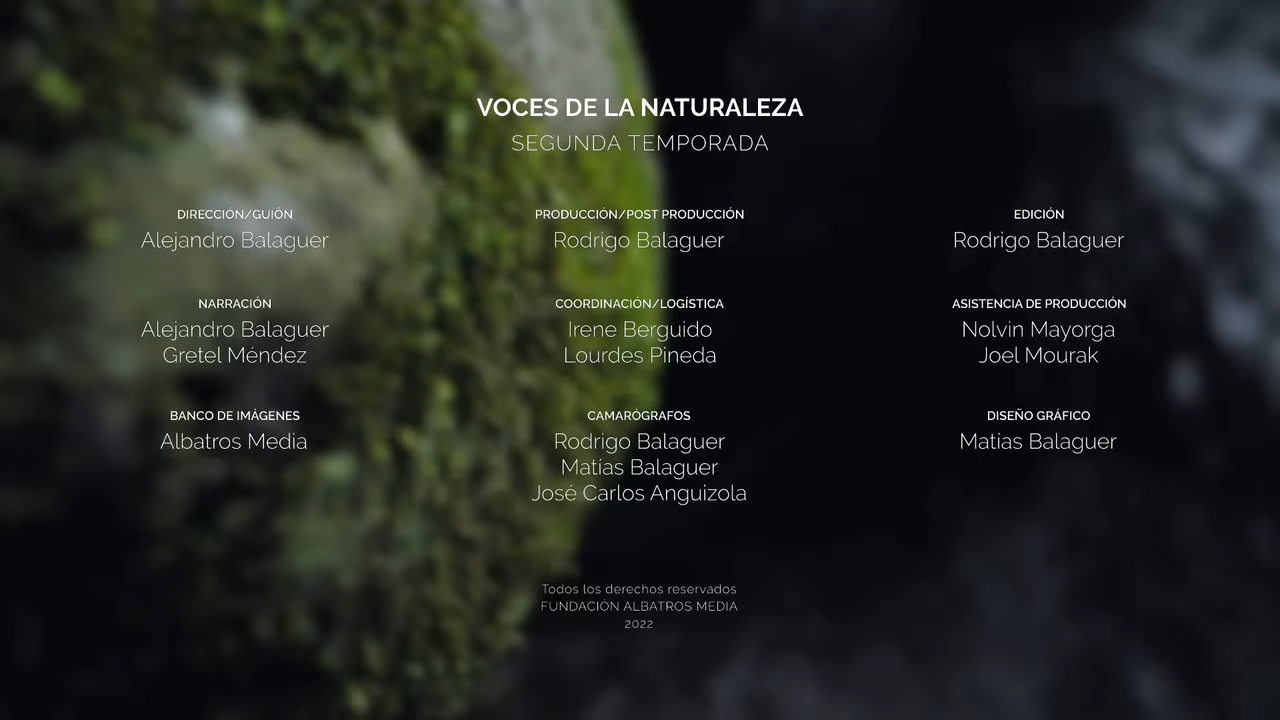 VOCES DE LA NATURALEZA
SEGUNDA TEMPORADA
DIRECCIÓN/GUIÓN
Alejandro Balaguer
PRODUCCIÓN/POST PRODUCCIÓN
Rodrigo Balaguer
EDICIÓN
Rodrigo Balaguer
NARRACIÓN
Alejandro Balaguer
Gretel Méndez
COORDINACIÓN/LOGÍSTICA
Irene Berguido
Lourdes Pineda
ASISTENCIA DE PRODUCCIÓN
Nolvin Mayorga
Joel Mourak
BANCO DE IMÁGENES
Albatros Media
CAMARÓGRAFOS
Rodrigo Balaguer
Matías Balaguer
José Carlos Anguizola
DISEÑO GRÁFICO
Matías Balaguer
Todos los derechos reservados
FUNDACIÓN ALBATROS MEDIA
2022